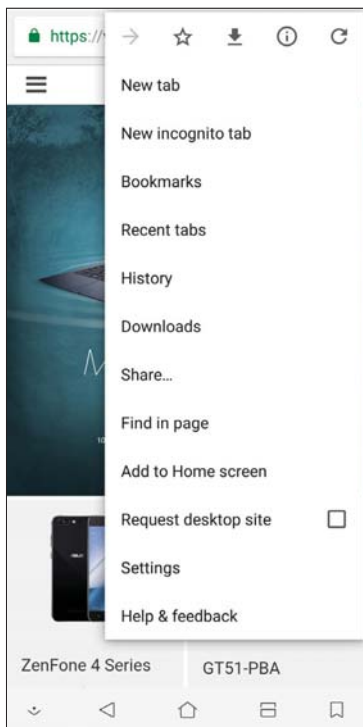 https://
New tab
New incognito tab
Bookmarks
Recent tabs
History
Downloads
Share...
Find in page
Add to Home screen
Request desktop site
Settings
Help & feedback
ASUS
ZenFone 4 Series
GT51-PBA